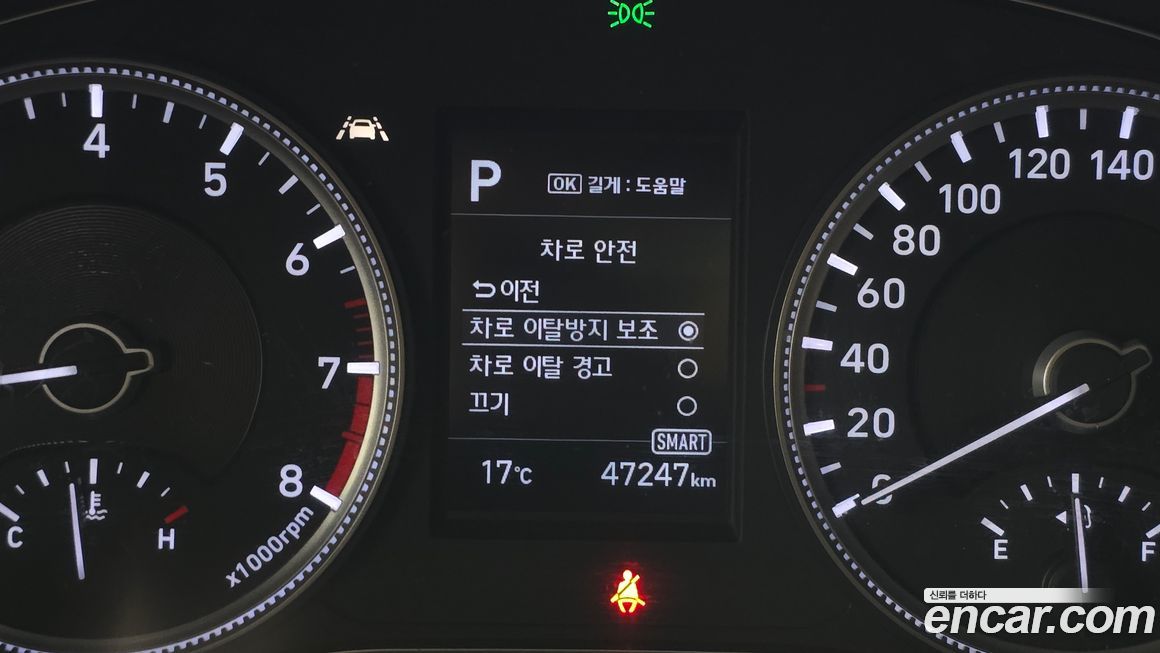 4
5
6
7
8
x1000rpm
C
H
P
OK 길게 : 도움말
차로 안전
이전
차로 이탈방지 보조
차로 이탈 경고
끄기
SMART
17℃ 47247km
0
20
40
60
80
100
120
140
E
F
신뢰를 더하다
encar.com